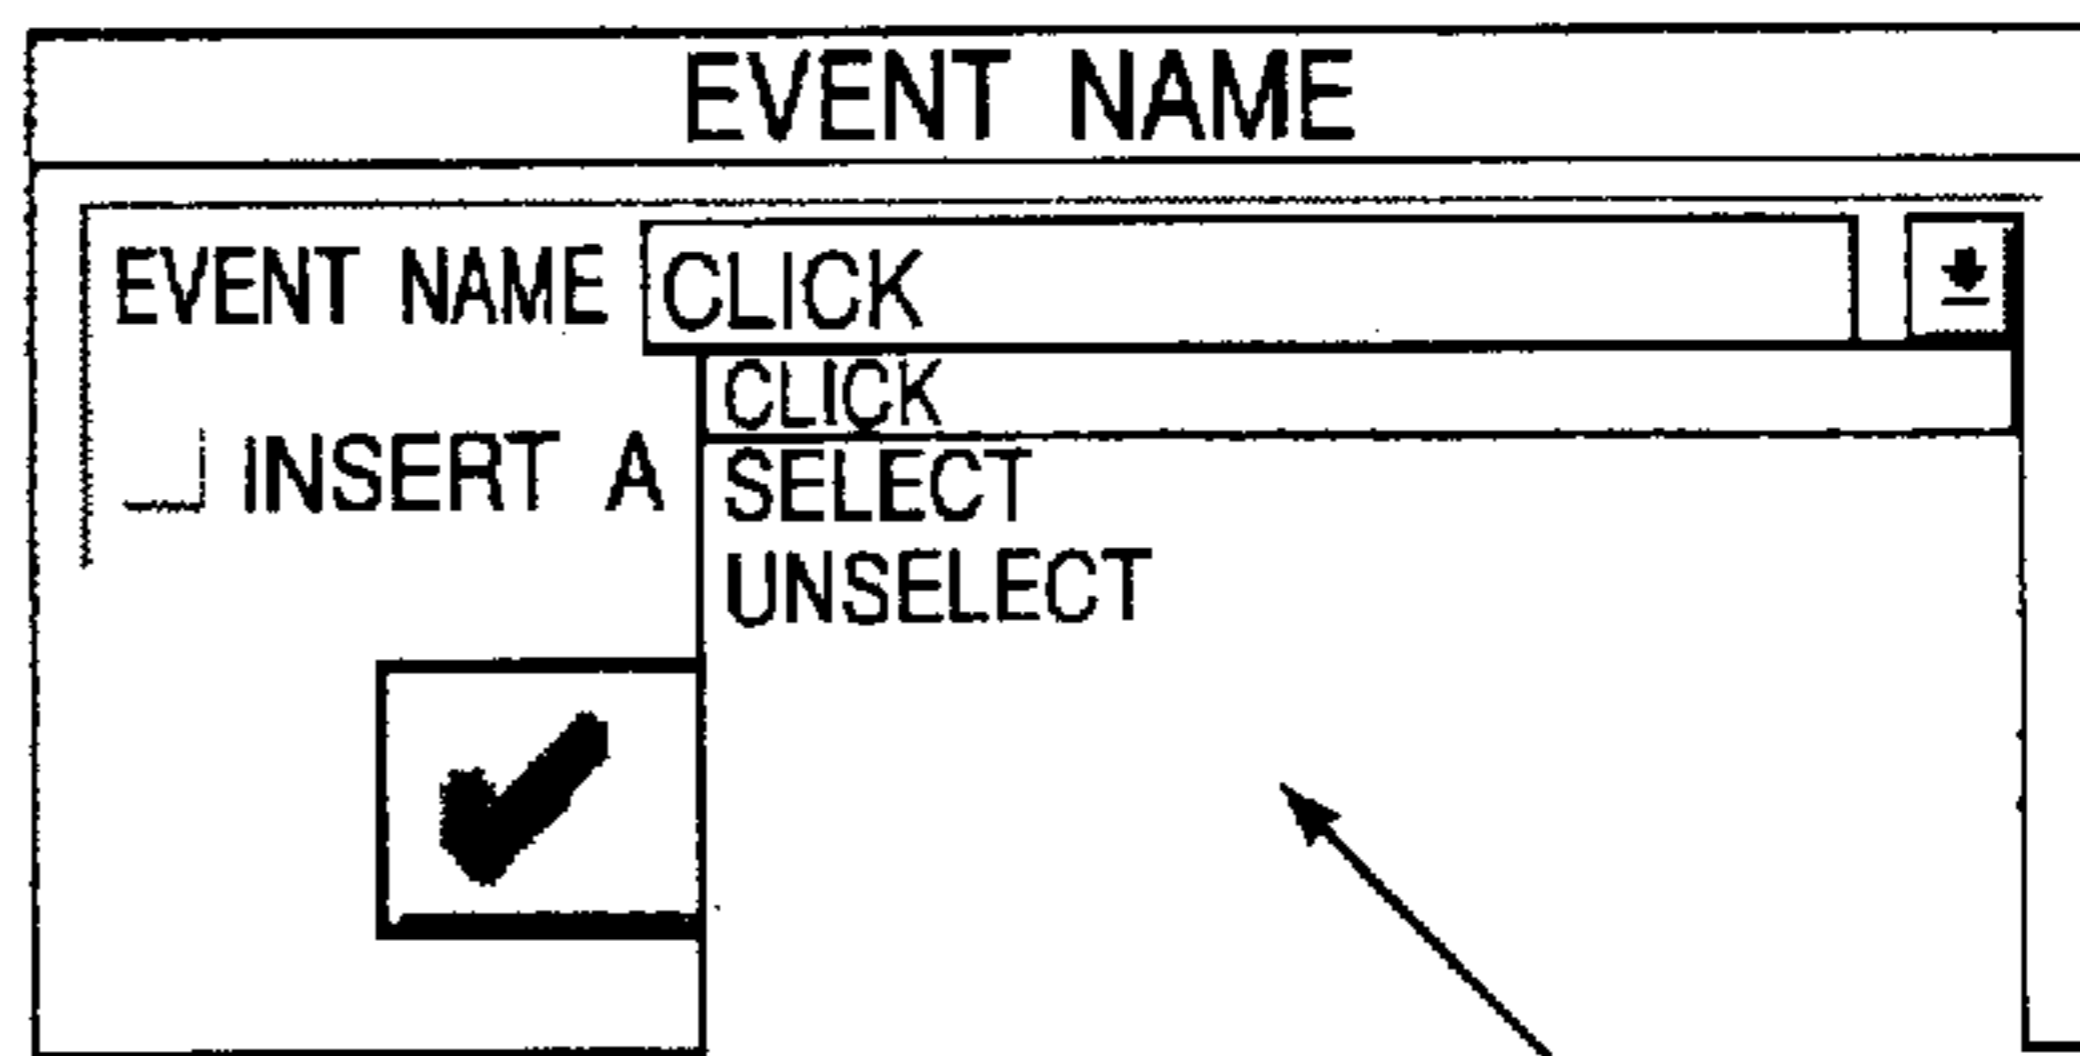 EVENT NAME
EVENT NAME CLICK
CLICK
INSERT A
SELECT
UNSELECT